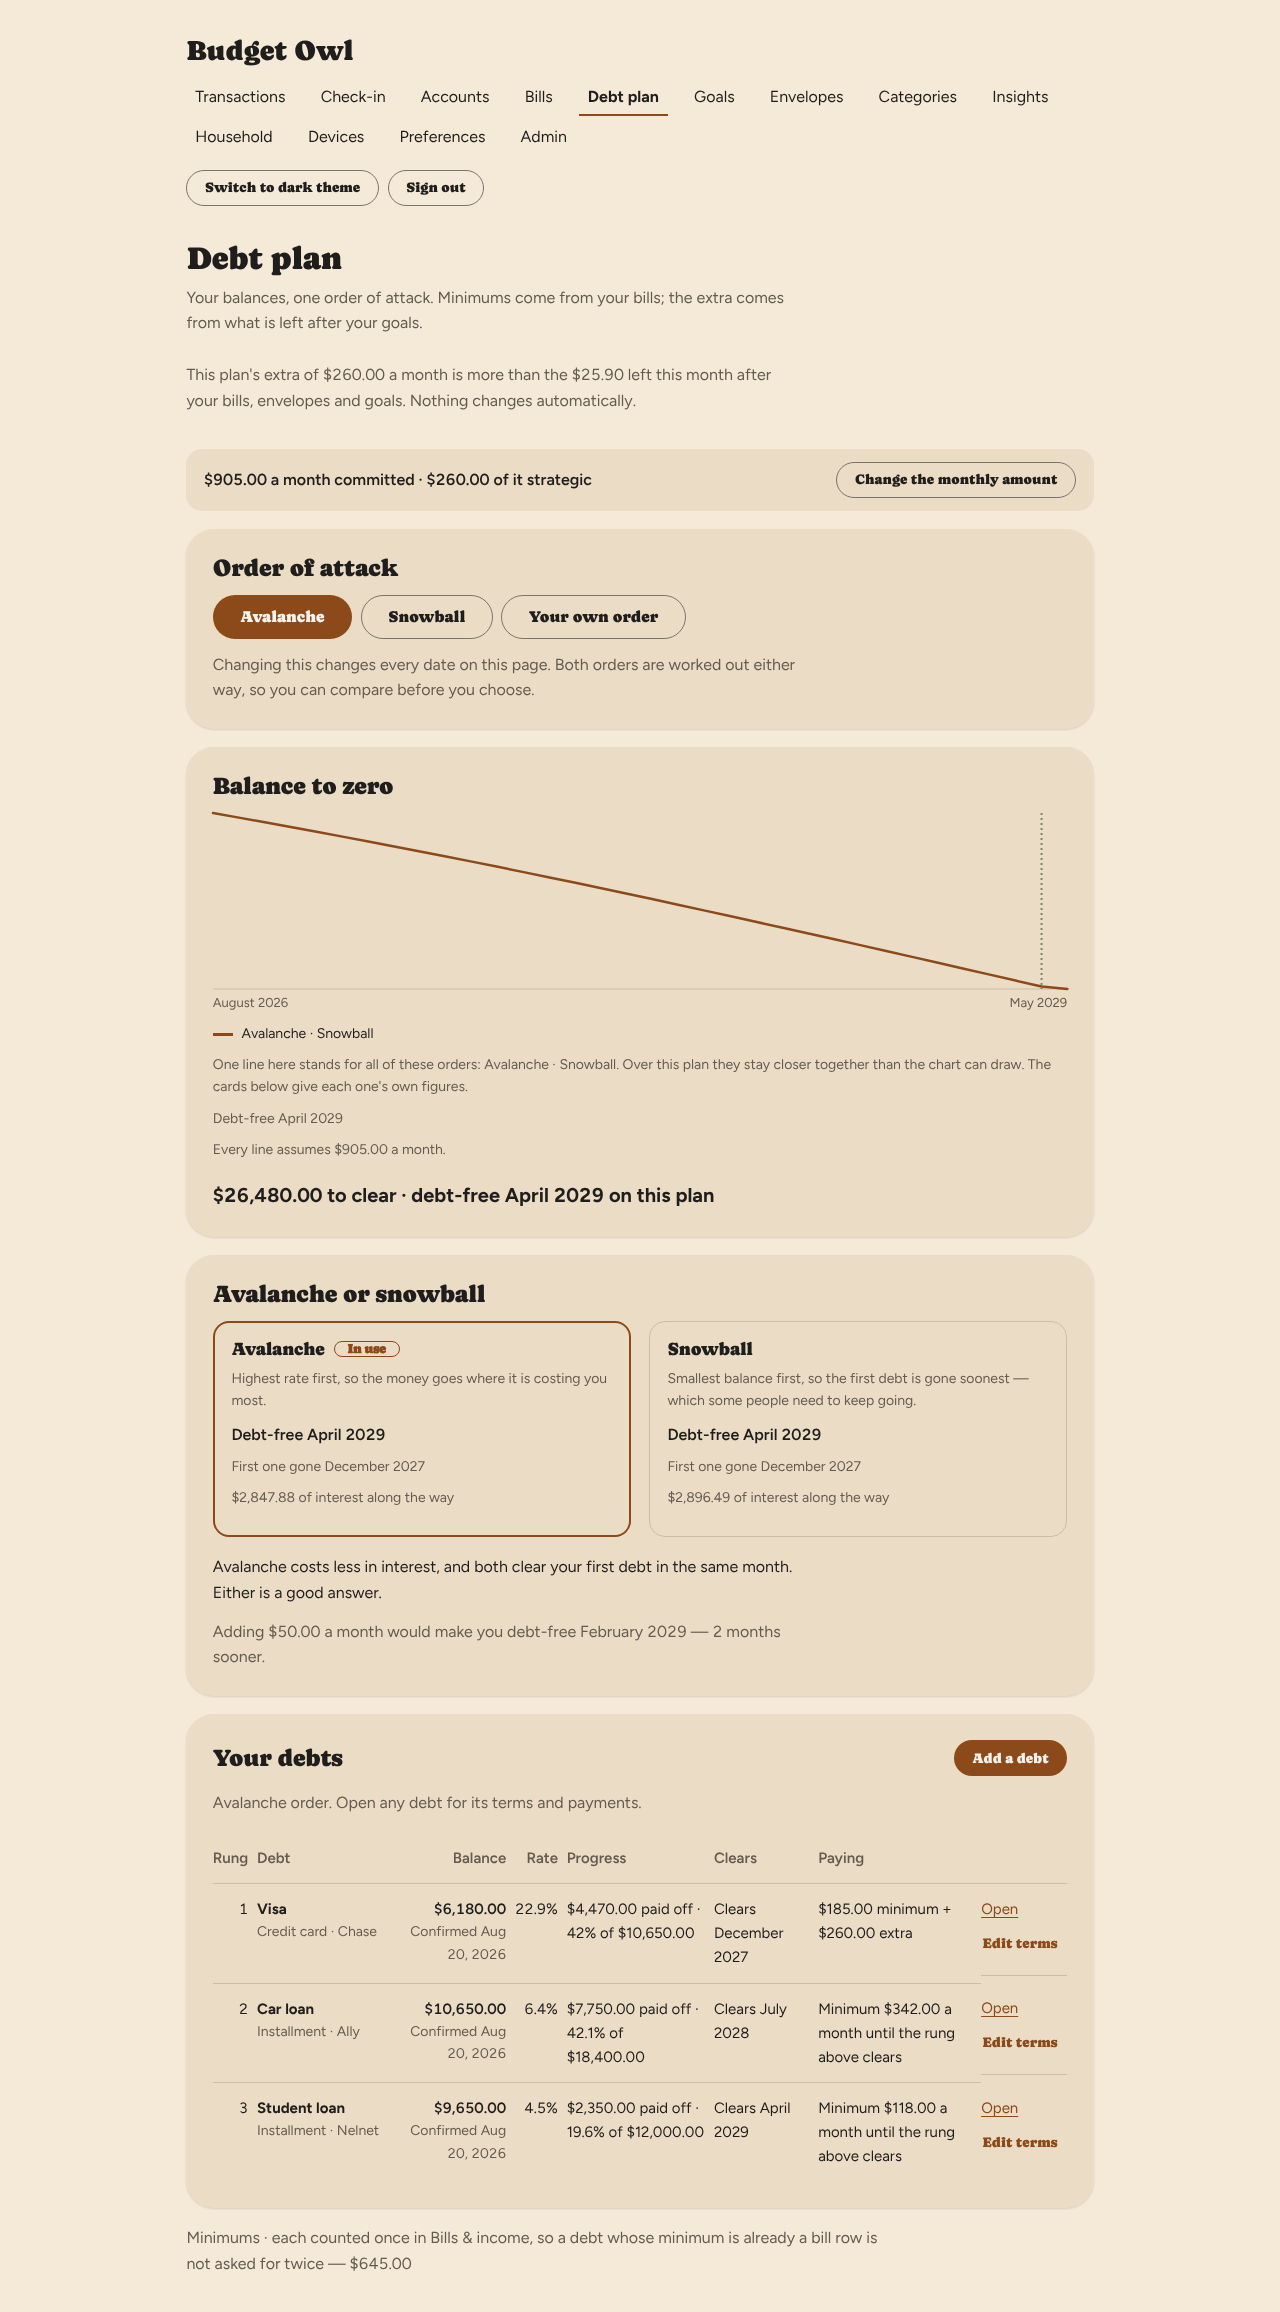 Budget Owl
Transactions Check-in Accounts Bills Debt plan Goals Envelopes Categories Insights
Household Devices Preferences Admin
Switch to dark theme Sign out
Debt plan
Your balances, one order of attack. Minimums come from your bills; the extra comes
from what is left after your goals.
This plan's extra of $260.00 a month is more than the $25.90 left this month after
your bills, envelopes and goals. Nothing changes automatically.
$905.00 a month committed · $260.00 of it strategic Change the monthly amount
Order of attack
Avalanche Snowball Your own order
Changing this changes every date on this page. Both orders are worked out either
way, so you can compare before you choose.
Balance to zero
August 2026 May 2029
Avalanche · Snowball
One line here stands for all of these orders: Avalanche · Snowball. Over this plan they stay closer together than the chart can draw. The
cards below give each one's own figures.
Debt-free April 2029
Every line assumes $905.00 a month.
$26,480.00 to clear · debt-free April 2029 on this plan
Avalanche or snowball
Avalanche In use
Highest rate first, so the money goes where it is costing you
most.
Debt-free April 2029
First one gone December 2027
$2,847.88 of interest along the way
Snowball
Smallest balance first, so the first debt is gone soonest —
which some people need to keep going.
Debt-free April 2029
First one gone December 2027
$2,896.49 of interest along the way
Avalanche costs less in interest, and both clear your first debt in the same month.
Either is a good answer.
Adding $50.00 a month would make you debt-free February 2029 — 2 months
sooner.
Your debts Add a debt
Avalanche order. Open any debt for its terms and payments.
Rung Debt Balance Rate Progress Clears Paying
1 Visa $6,180.00 22.9% $4,470.00 paid off · Clears $185.00 minimum + Open
Credit card · Chase Confirmed Aug 42% of $10,650.00 December $260.00 extra Edit terms
20, 2026 2027
2 Car loan $10,650.00 6.4% $7,750.00 paid off · Clears July Minimum $342.00 a Open
Installment · Ally Confirmed Aug 42.1% of 2028 month until the rung Edit terms
20, 2026 $18,400.00 above clears
3 Student loan $9,650.00 4.5% $2,350.00 paid off · Clears April Minimum $118.00 a Open
Installment · Nelnet Confirmed Aug 19.6% of $12,000.00 2029 month until the rung Edit terms
20, 2026 above clears
Minimums · each counted once in Bills & income, so a debt whose minimum is already a bill row is
not asked for twice — $645.00